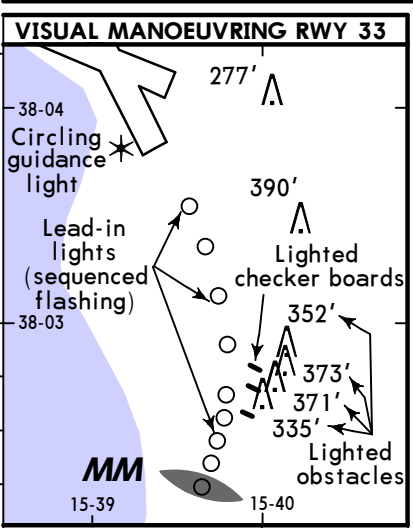 VISUAL MANOEUVRING RWY 33
277'
38-04
Circling
guidance
light
390'
Lead-in
lights
(sequenced
flashing)
Lighted
checker boards
38-03
352'
373'
371'
335'
Lighted
obstacles
MM
15-39
15-40